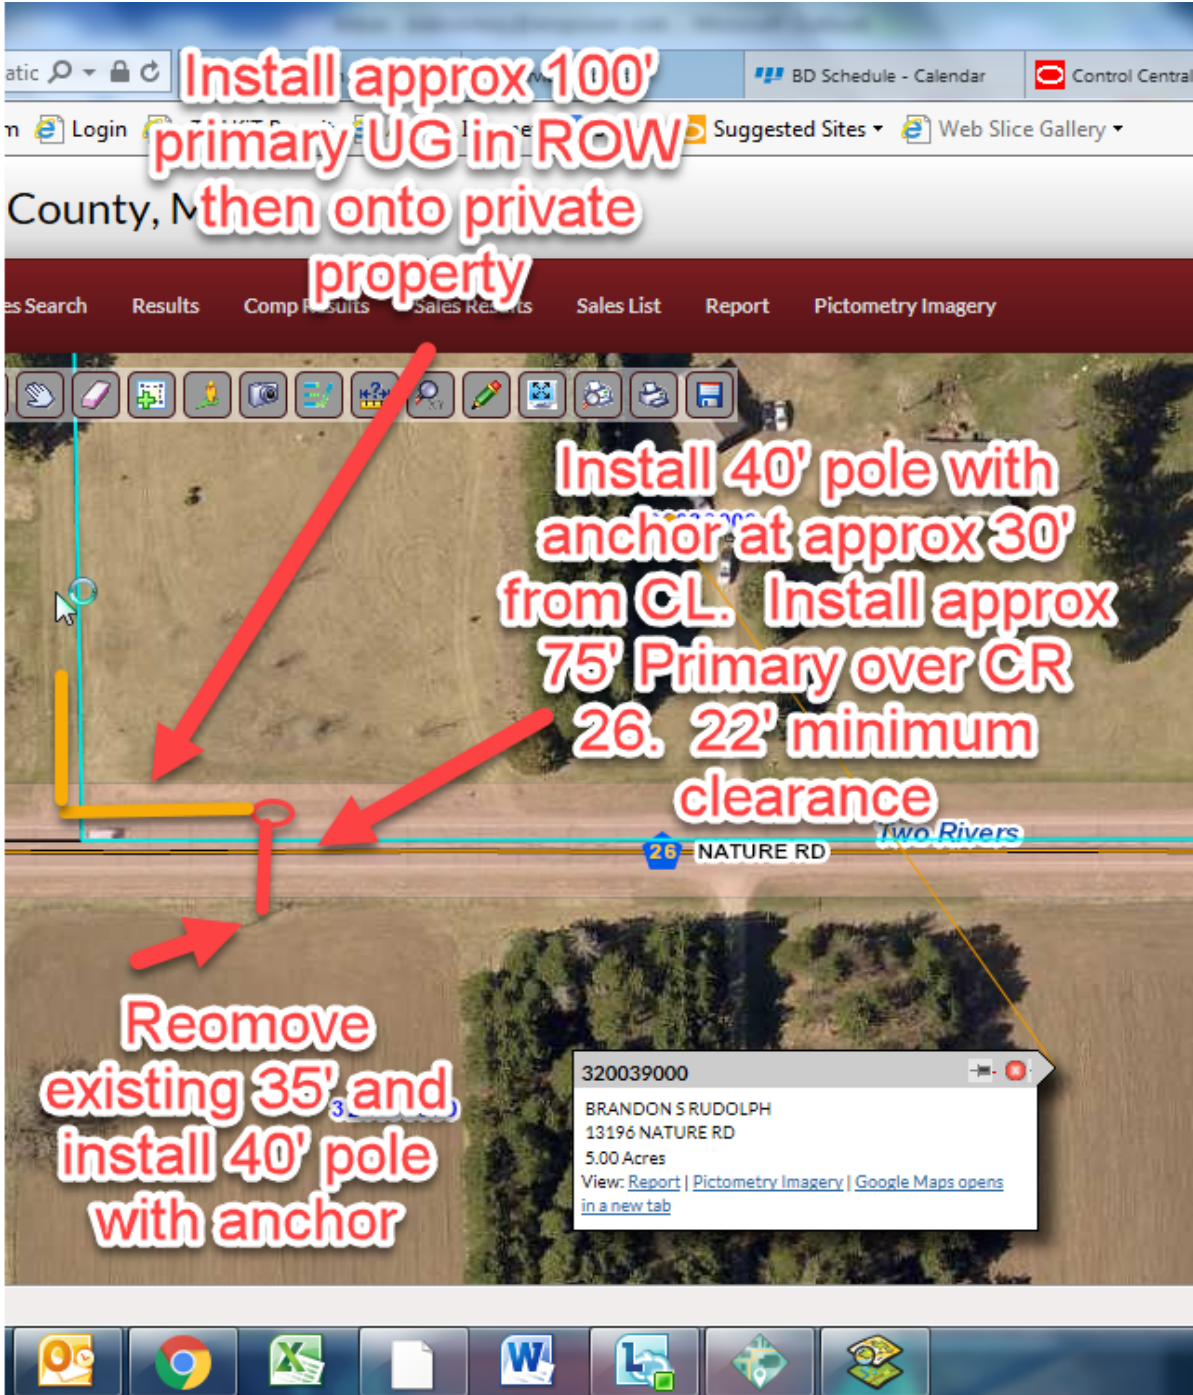 atic
BD Schedule - Calendar
Control Central
Install approx 100'
m
Login
Suggested Sites
Web Slice Gallery
primary UG in ROW
County, M
then onto private
property
es Search
Results
Comp Results
Sales Results
Sales List
Report
Pictometry Imagery
XY
Install 40' pole with
anchor at approx 30'
from CL. Install approx
75' Primary over CR
26. 22' minimum
clearance
Two Rivers
26 NATURE RD
Reomove
existing 35' and
install 40' pole
with anchor
320039000
BRANDON S RUDOLPH
13196 NATURE RD
5.00 Acres
View: Report | Pictometry Imagery | Google Maps opens
in a new tab